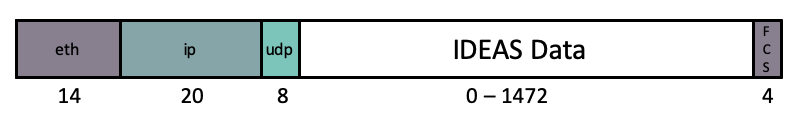 eth ip udp IDEAS Data F
C
S
14 20 8 0 – 1472 4